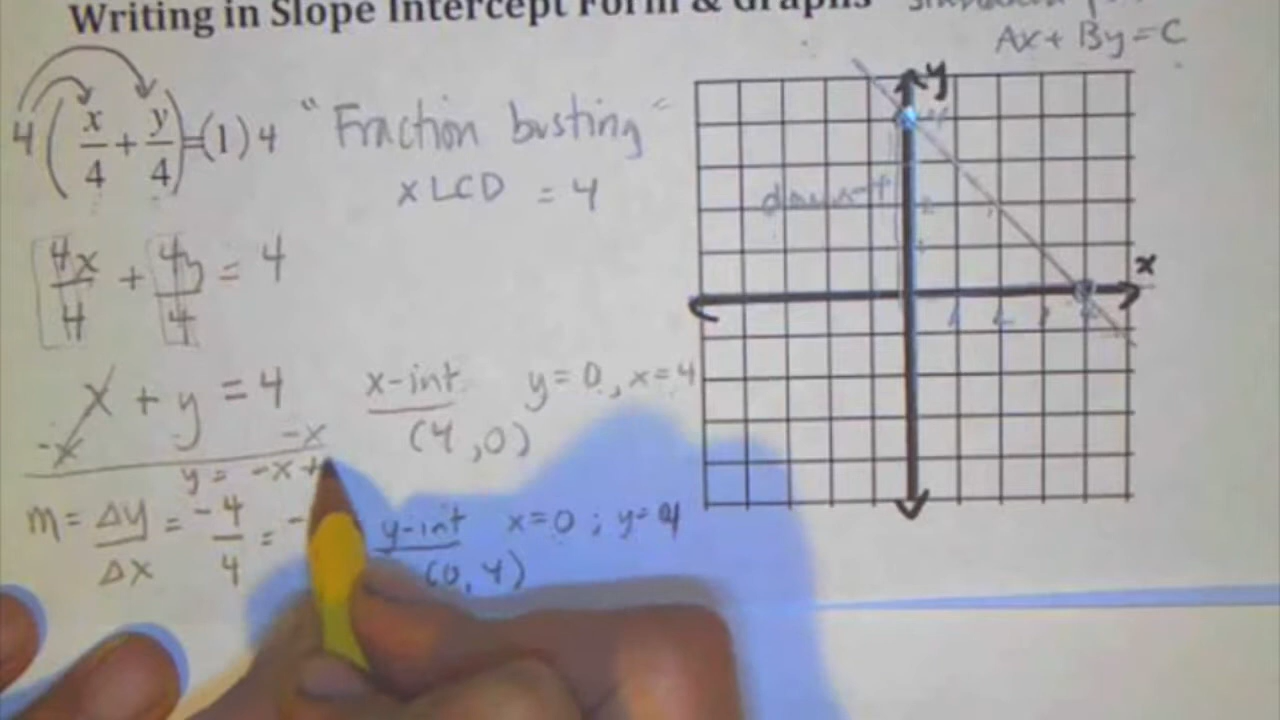 Writing in Slope Intercept Form & Graphs
Ax + By = C
4(x/4 + y/4) = (1)4
"Fraction busting"
x LCD = 4
4x/4 + 4y/4 = 4
x + y = 4
-x -x
y = -x +
m = Δy/Δx = -4/4 = -
x-int y = 0, x = 4
(4,0)
y-int x=0; y=4
(0,4)
y
x